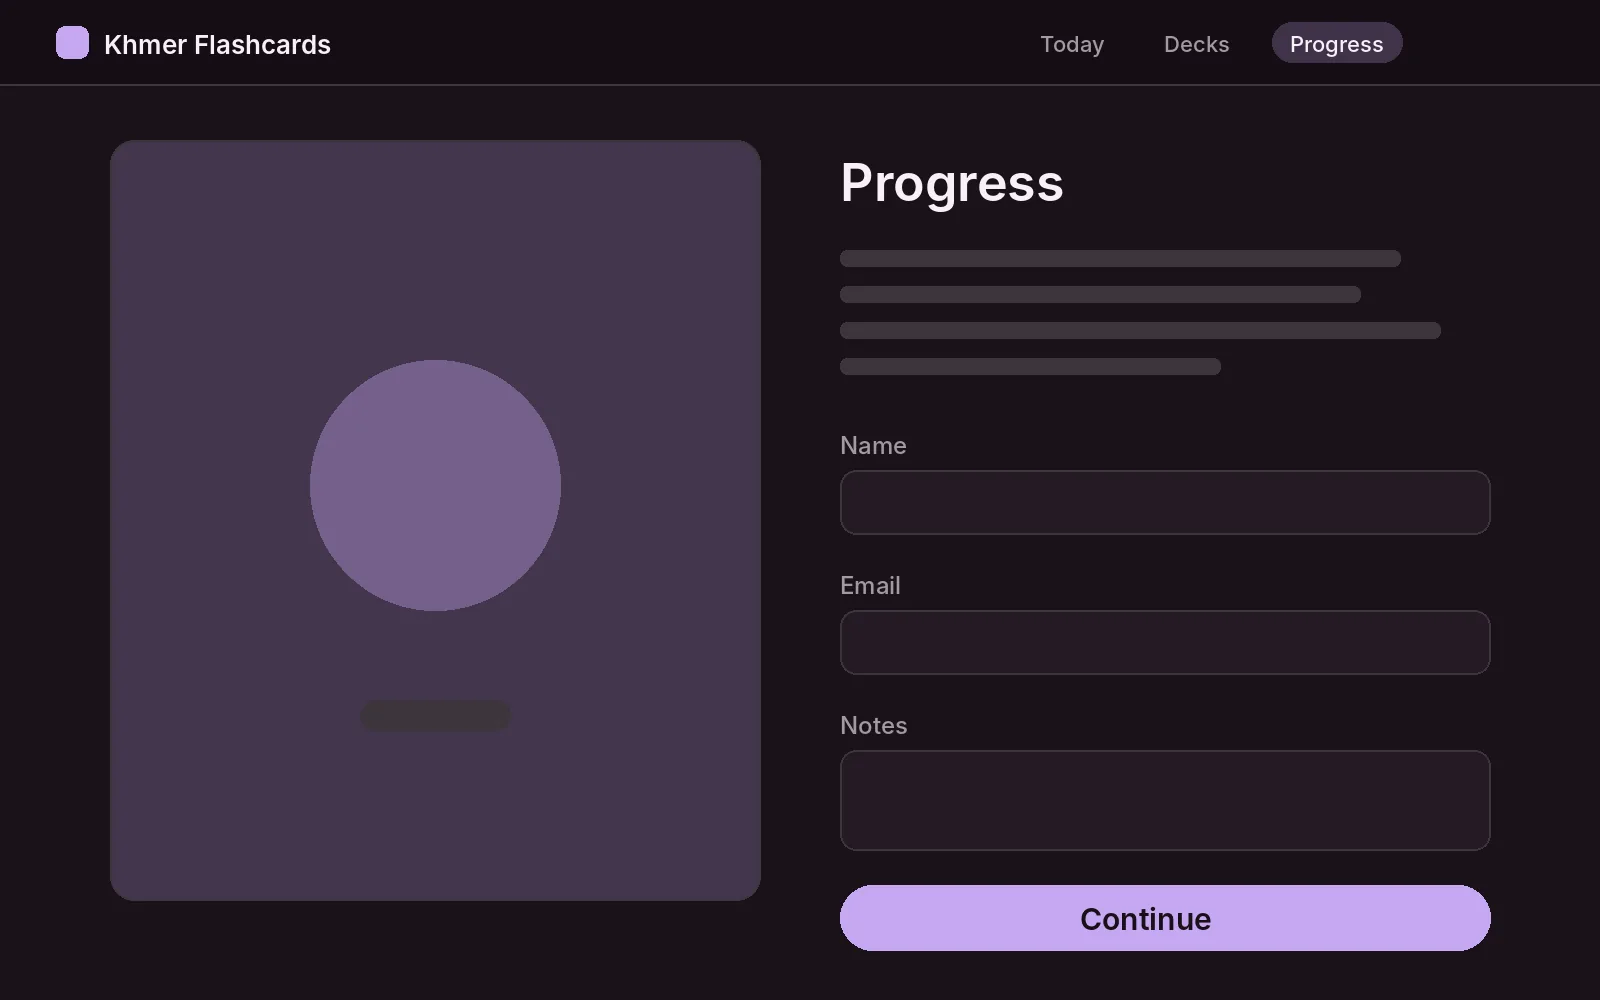 Khmer Flashcards
Today
Decks
Progress
Progress
Name
Email
Notes
Continue